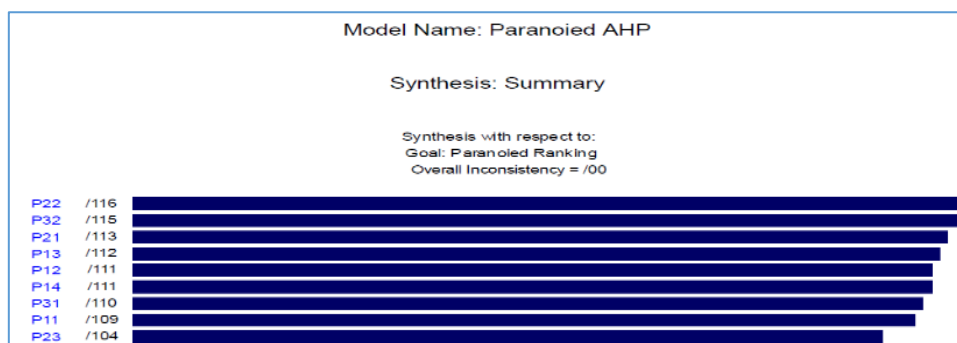 Model Name: Paranoied AHP
Synthesis: Summary
Synthesis with respect to:
Goal: Paranoied Ranking
Overall Inconsistency = /00
P22 /116
P32 /115
P21 /113
P13 /112
P12 /111
P14 /111
P31 /110
P11 /109
P23 /104